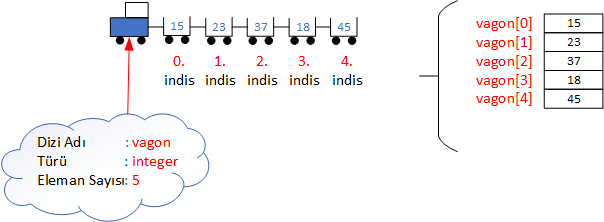 15 23 37 18 45
0. 1. 2. 3. 4.
indis indis indis indis indis
Dizi Adı : vagon
Türü : integer
Eleman Sayısı: 5
vagon[0] 15
vagon[1] 23
vagon[2] 37
vagon[3] 18
vagon[4] 45